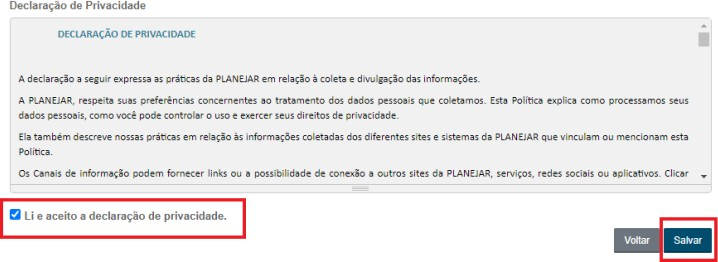 Declaração de Privacidade
DECLARAÇÃO DE PRIVACIDADE
A declaração a seguir expressa as práticas da PLANEJAR em relação à coleta e divulgação das informações.
A PLANEJAR, respeita suas preferências concernentes ao tratamento dos dados pessoais que coletamos. Esta Política explica como processamos seus
dados pessoais, como você pode controlar o uso e exercer seus direitos de privacidade.
Ela também descreve nossas práticas em relação às informações coletadas dos diferentes sites e sistemas da PLANEJAR que vinculam ou mencionam esta
Política.
Os Canais de informação podem fornecer links ou a possibilidade de conexão a outros sites da PLANEJAR, serviços, redes sociais ou aplicativos. Clicar
Li e aceito a declaração de privacidade.
Voltar
Salvar